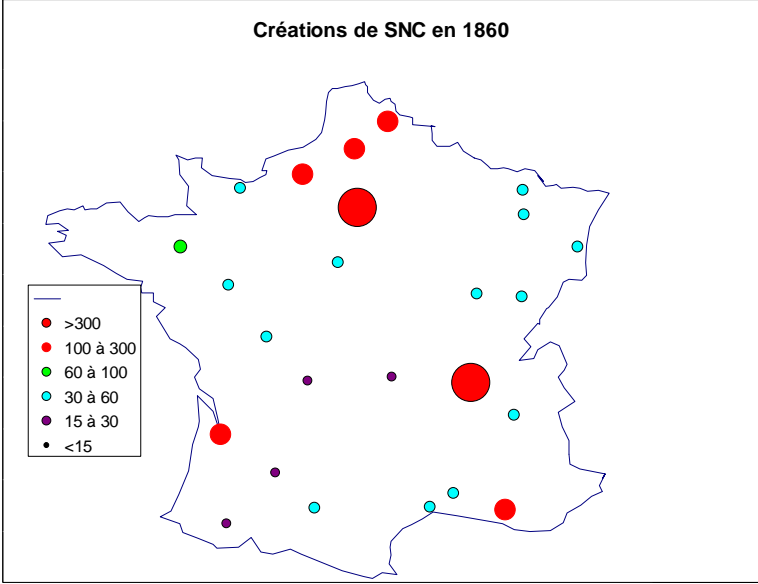 Créations de SNC en 1860
>300
100 à 300
60 à 100
30 à 60
15 à 30
<15